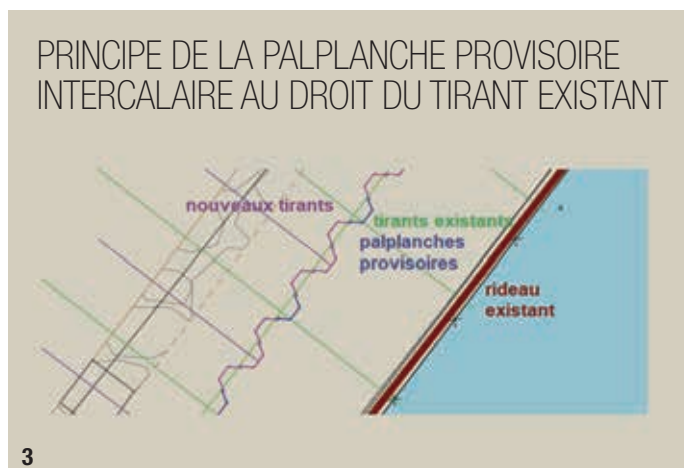 PRINCIPE DE LA PALPLANCHE PROVISOIRE
INTERCALAIRE AU DROIT DU TIRANT EXISTANT
nouveaux tirants
tirants existants
palplanches
provisoires
rideau
existant
3